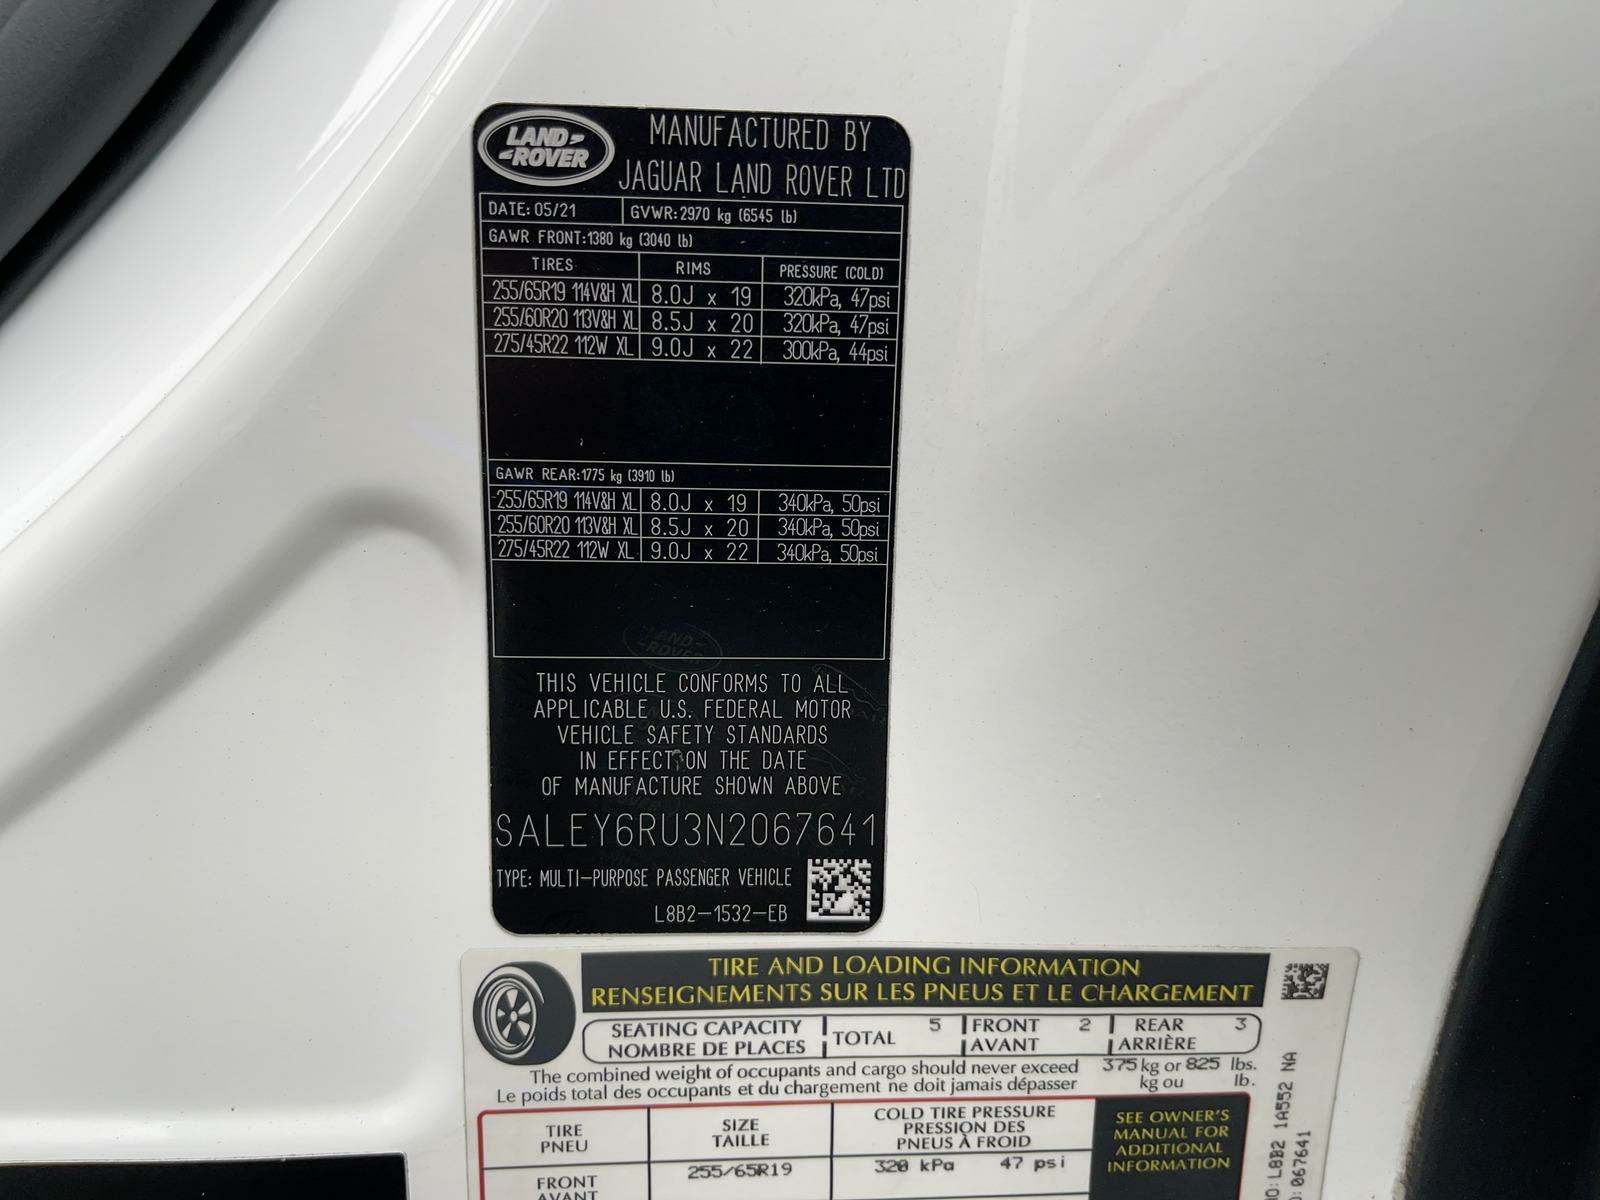 LAND-
-ROVER
MANUFACTURED BY
JAGUAR LAND ROVER LTD
DATE: 05/21 GVWR: 2970 kg (6545 lb)
GAWR FRONT: 1380 kg (3040 lb)
TIRES RIMS PRESSURE (COLD)
255/65R19 114V&H XL 8.0J x 19 320kPa, 47psi
255/60R20 113V&H XL 8.5J x 20 320kPa, 47psi
275/45R22 112W XL 9.0J x 22 300kPa, 44psi
GAWR REAR: 1775 kg (3910 lb)
255/65R19 114V&H XL 8.0J x 19 340kPa, 50psi
255/60R20 113V&H XL 8.5J x 20 340kPa, 50psi
275/45R22 112W XL 9.0J x 22 340kPa, 50psi
LAND-
-ROVER
THIS VEHICLE CONFORMS TO ALL
APPLICABLE U.S. FEDERAL MOTOR
VEHICLE SAFETY STANDARDS
IN EFFECT ON THE DATE
OF MANUFACTURE SHOWN ABOVE
SALEY6RU3N2067641
TYPE: MULTI-PURPOSE PASSENGER VEHICLE
L8B2-1532-EB
TIRE AND LOADING INFORMATION
RENSEIGNEMENTS SUR LES PNEUS ET LE CHARGEMENT
SEATING CAPACITY
NOMBRE DE PLACES
TOTAL 5
FRONT 2
AVANT
REAR 3
ARRIÈRE
The combined weight of occupants and cargo should never exceed 375 kg or 825 lbs.
Le poids total des occupants et du chargement ne doit jamais dépasser kg ou lb.
TIRE
PNEU
SIZE
TAILLE
COLD TIRE PRESSURE
PRESSION DES
PNEUS À FROID
SEE OWNER'S
MANUAL FOR
ADDITIONAL
INFORMATION
FRONT
AVANT
255/65R19 320 kPa 47 psi
NO: L8B2 1A552 NA
067641